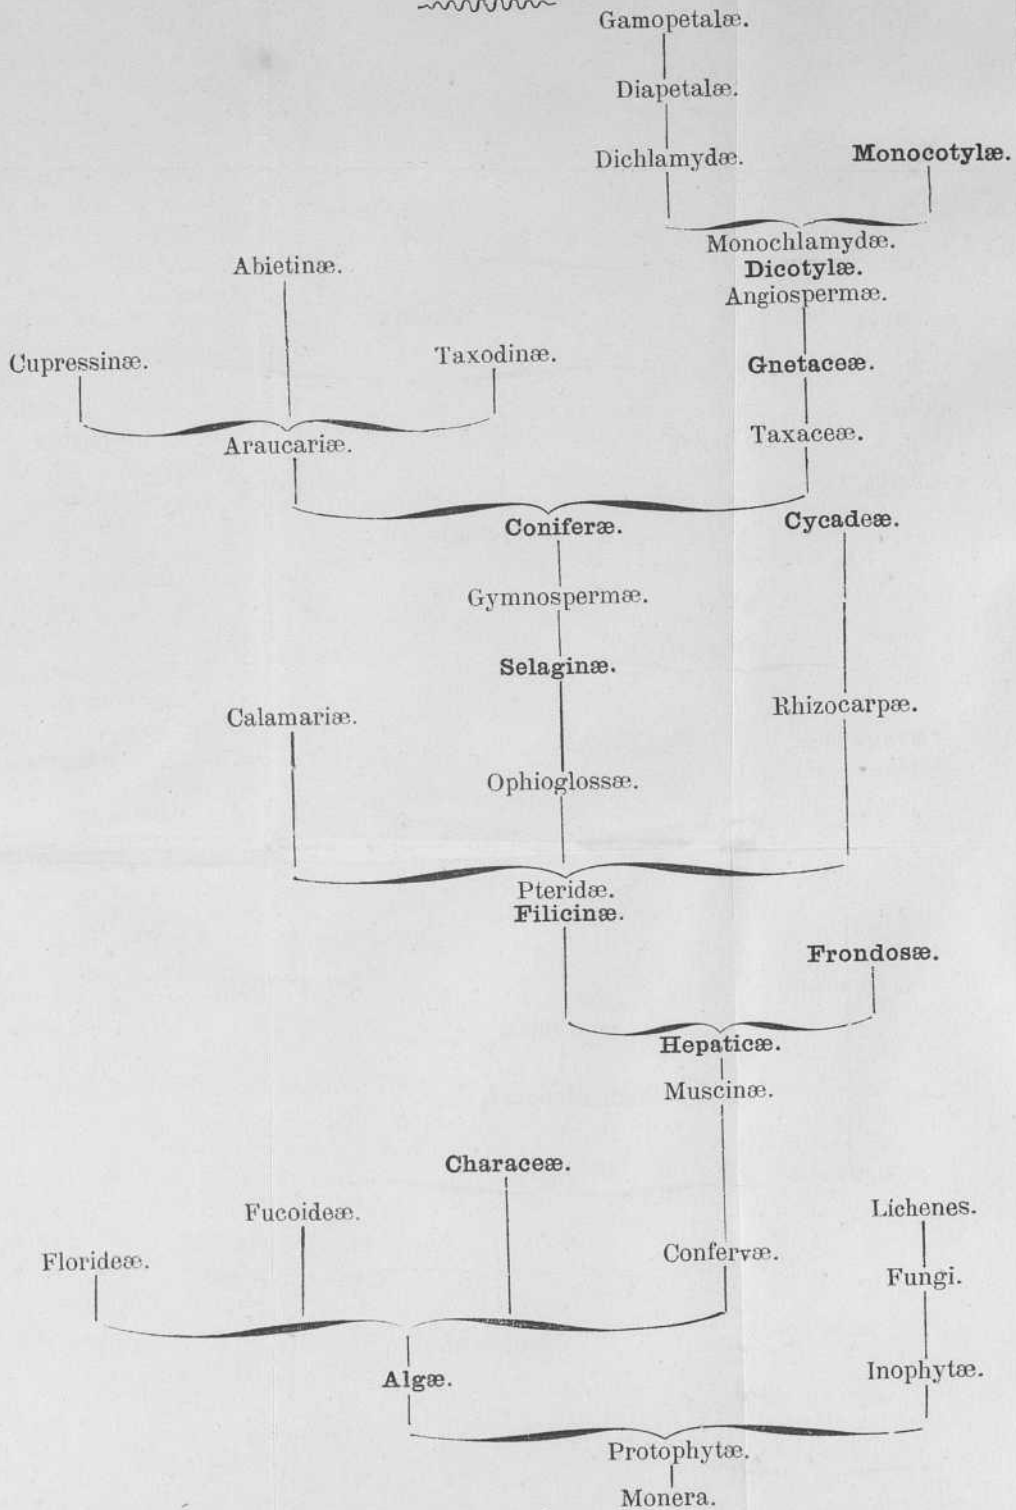 Gamopetalæ.
Diapetalæ.
Dichlamydæ.
Monocotylæ.
Monochlamydæ.
Dicotylæ.
Angiospermæ.
Abietinæ.
Cupressinæ.
Taxodinæ.
Gnetaceæ.
Araucariæ.
Taxaceæ.
Coniferæ.
Cycadeæ.
Gymnospermæ.
Selaginæ.
Calamariæ.
Rhizocarpæ.
Ophioglossæ.
Pteridæ.
Filicinæ.
Frondosæ.
Hepaticæ.
Muscinæ.
Characeæ.
Fucoideæ.
Lichenes.
Florideæ.
Confervæ.
Fungi.
Algæ.
Inophytæ.
Protophytæ.
Monera.